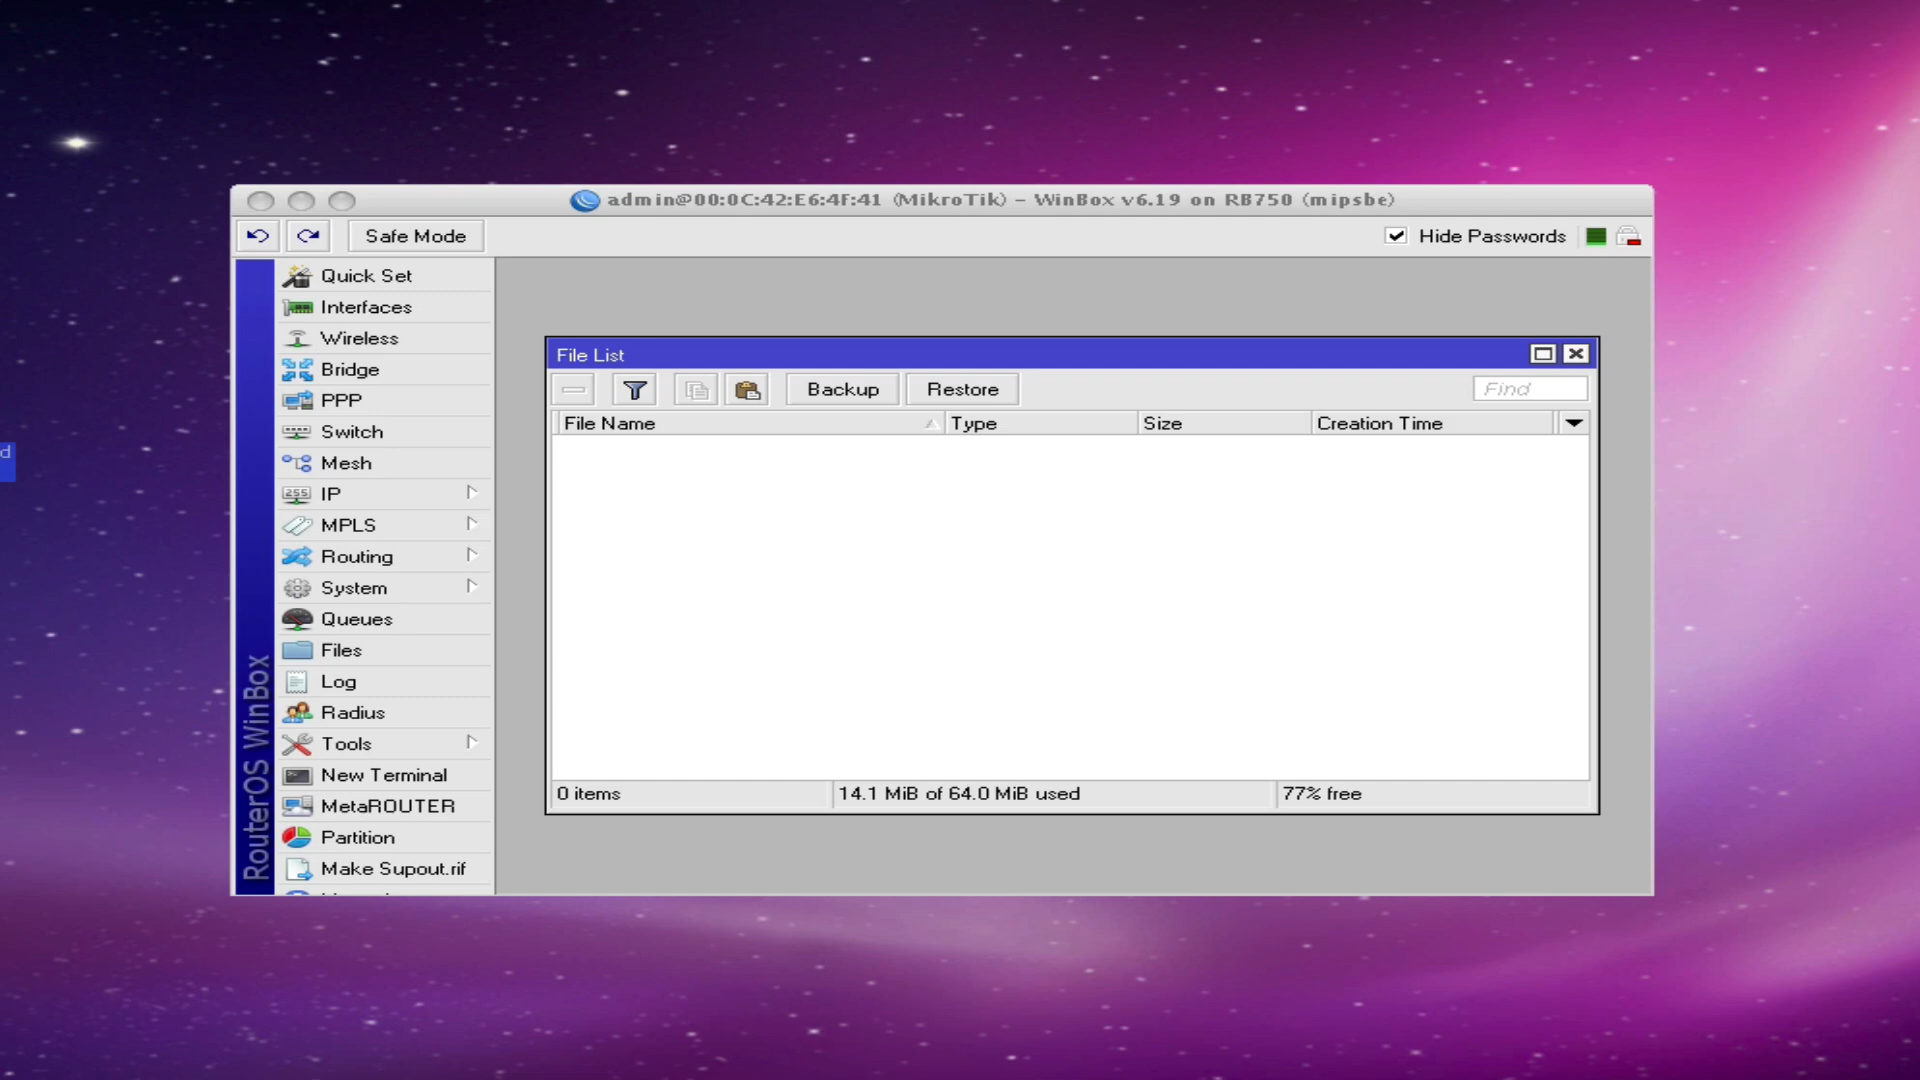 admin@00:0C:42:E6:4F:41 (MikroTik) - WinBox v6.19 on RB750 (mipsbe)
Safe Mode
Hide Passwords
Quick Set
Interfaces
Wireless
Bridge
PPP
Switch
Mesh
255 IP
MPLS
Routing
System
Queues
Files
Log
Radius
Tools
New Terminal
MetaROUTER
Partition
Make Supout.rif
RouterOS WinBox
File List
Backup
Restore
Find
File Name
Type
Size
Creation Time
0 items
14.1 MiB of 64.0 MiB used
77% free
d